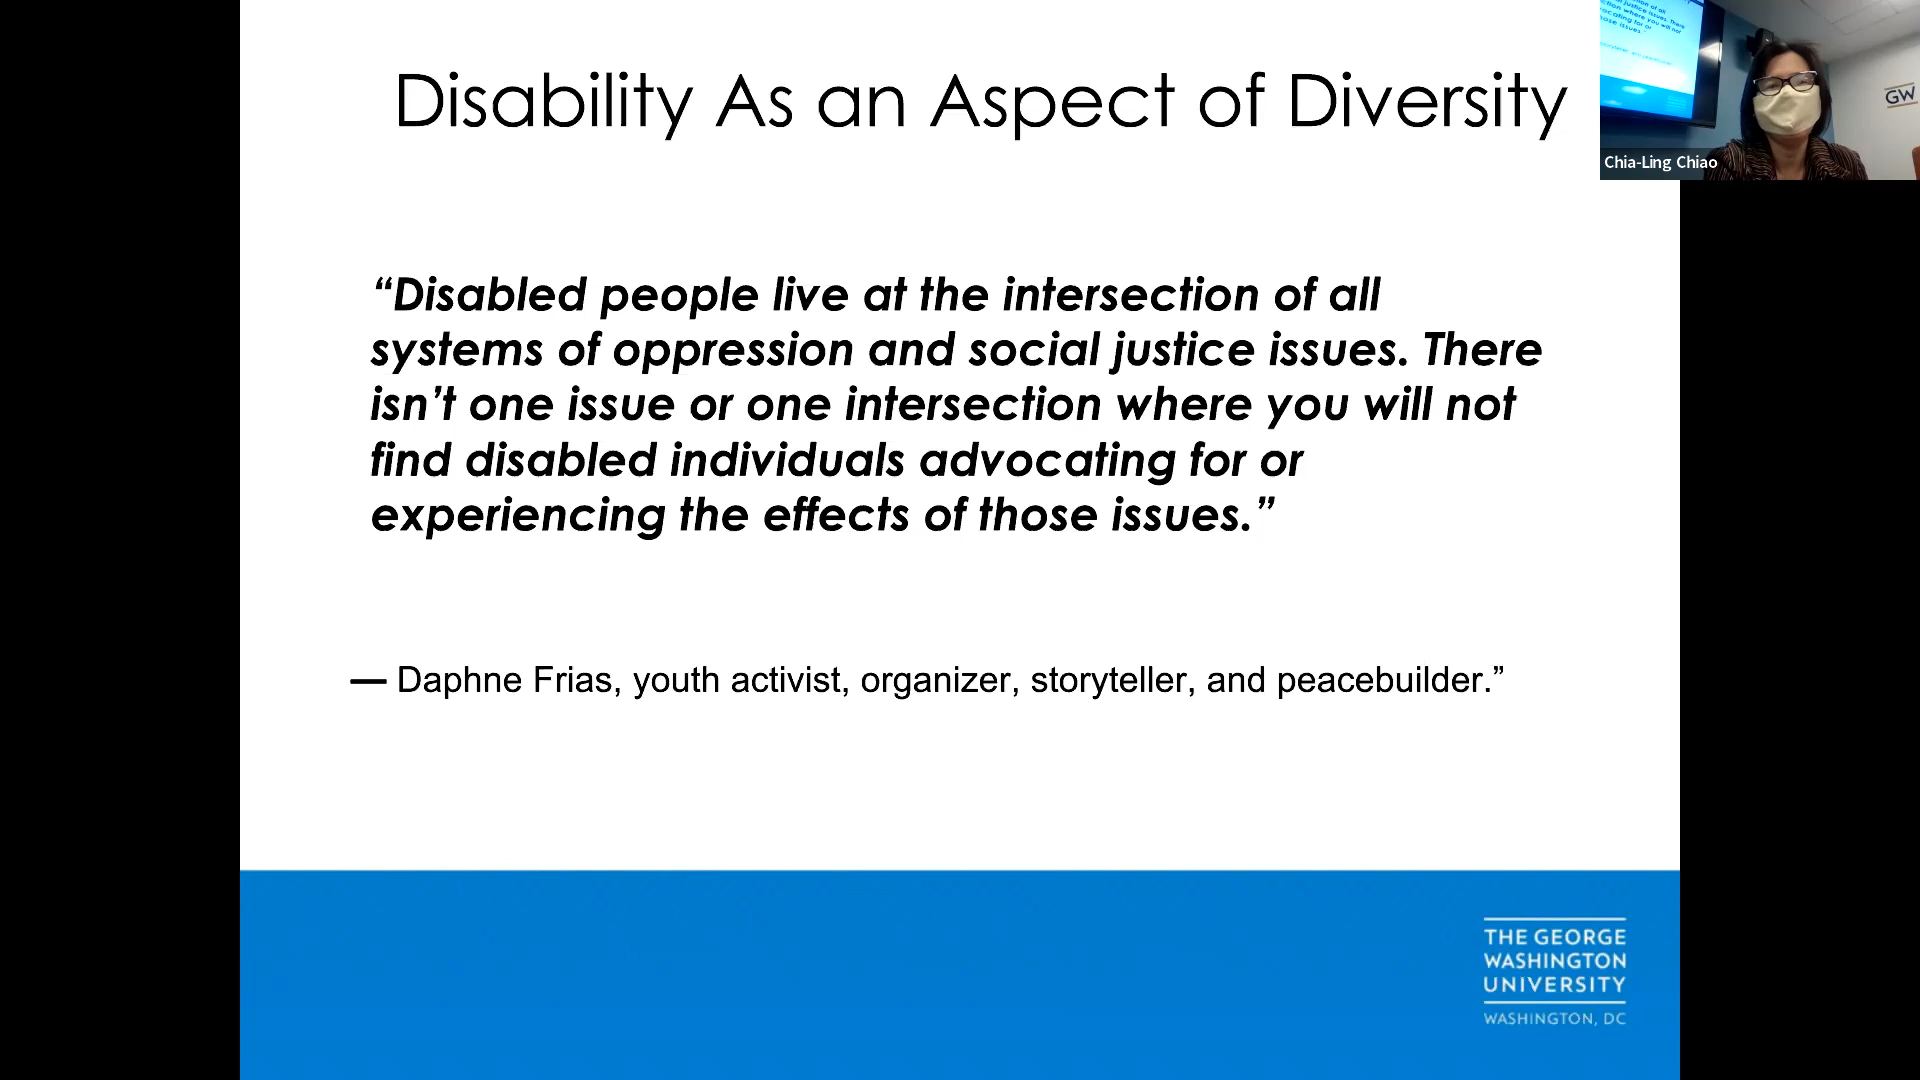 Disability As an Aspect of Diversity
“Disabled people live at the intersection of all
systems of oppression and social justice issues. There
isn’t one issue or one intersection where you will not
find disabled individuals advocating for or
experiencing the effects of those issues.”
— Daphne Frias, youth activist, organizer, storyteller, and peacebuilder.”
THE GEORGE
WASHINGTON
UNIVERSITY
WASHINGTON, DC
GW
Chia-Ling Chiao